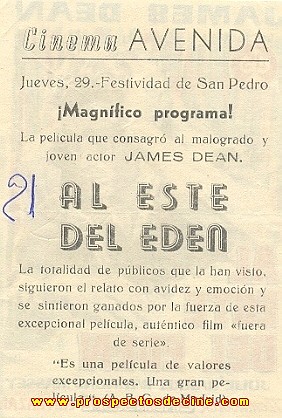 Cinema AVENIDA
Jueves, 29.-Festividad de San Pedro
¡Magnífico programa!
La película que consagró al malogrado y
joven actor JAMES DEAN.
21
AL ESTE
DEL EDEN
La totalidad de públicos que la han visto,
siguieron el relato con avidez y emoción y
se sintieron ganados por la fuerza de esta
excepcional película, auténtico film «fuera
de serie».
"Es una película de valores
excepcionales. Una gran pe-
www.prospectosdecine.com